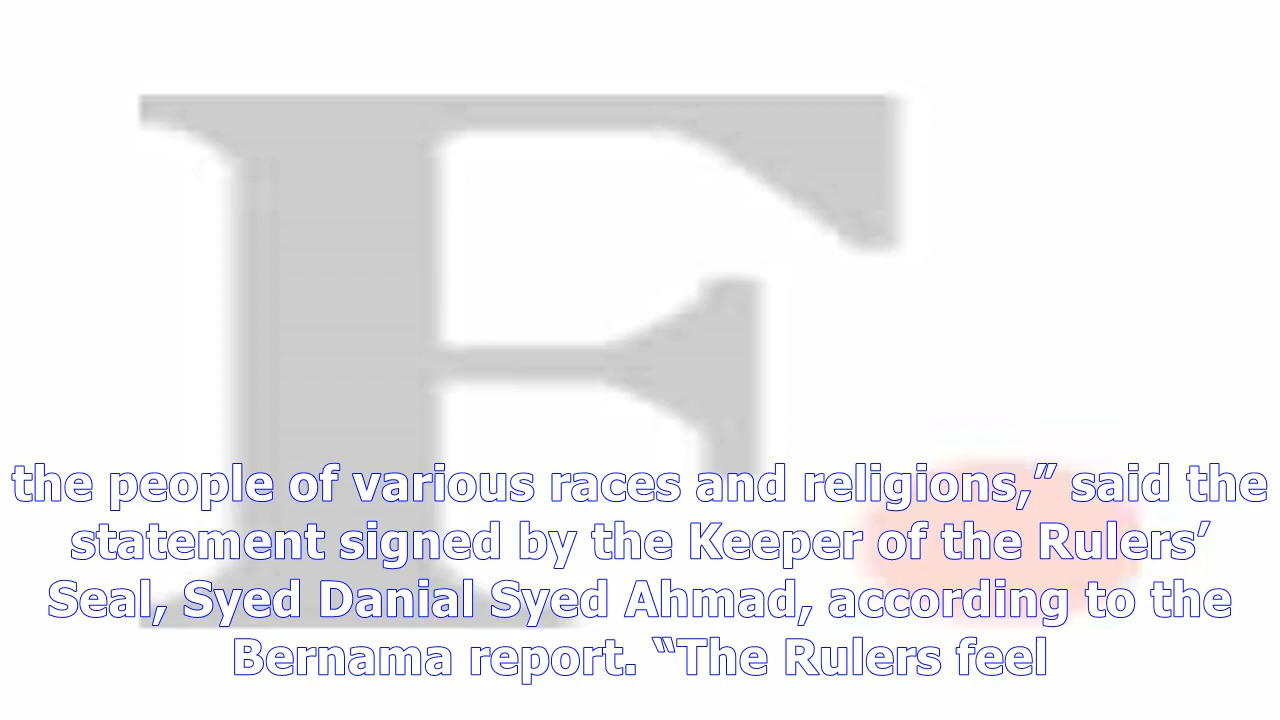 F
the people of various races and religions,” said the
statement signed by the Keeper of the Rulers’
Seal, Syed Danial Syed Ahmad, according to the
Bernama report. “The Rulers feel